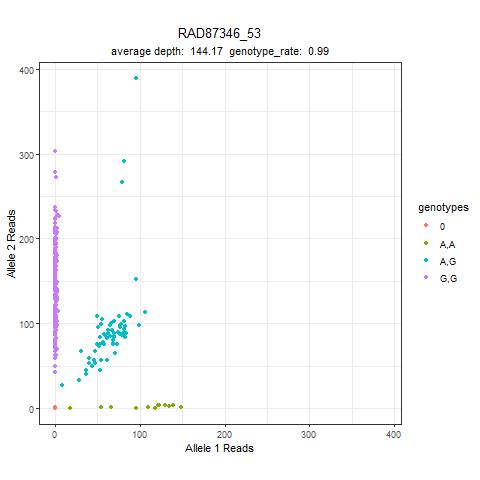 RAD87346_53
average depth:  144.17  genotype_rate:  0.99
400
300
200
100
0
Allele 2 Reads
0 100 200 300 400
Allele 1 Reads
genotypes
0
A,A
A,G
G,G